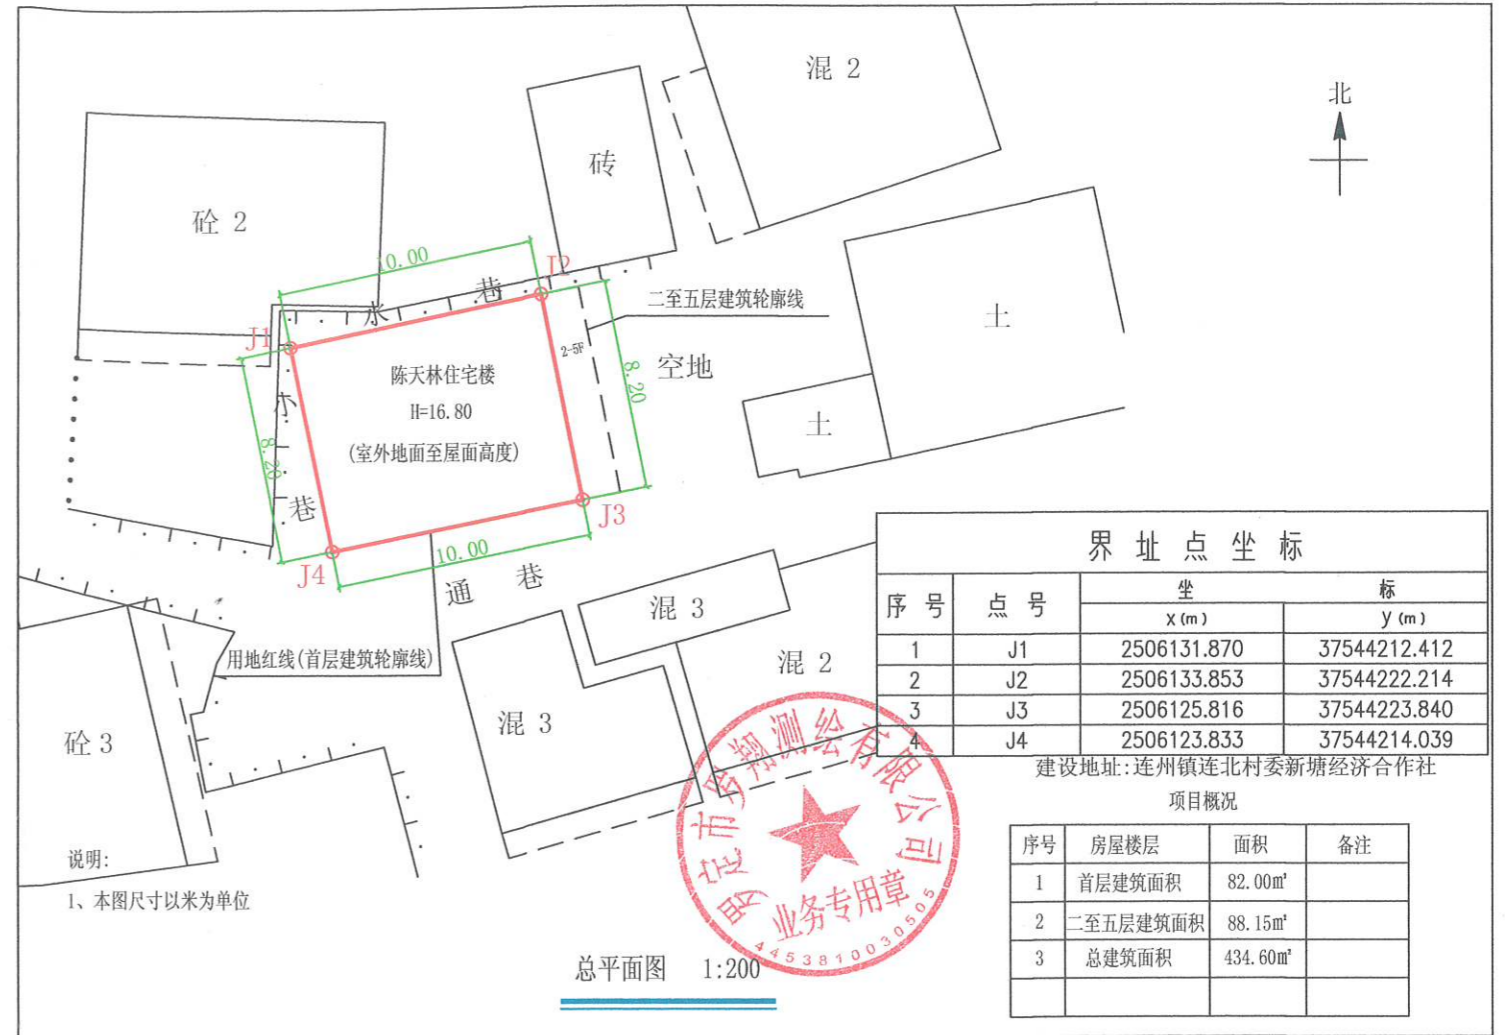 混 2
北
砖
砼 2
10.00
J2
巷
水
二至五层建筑轮廓线
土
J1
2-5F
空地
8.20
陈天林住宅楼
H=16.80
(室外地面至屋面高度)
水
土
8.20
巷
J3
10.00
J4
通 巷
混 3
用地红线(首层建筑轮廓线)
混 2
混 3
砼 3
界 址 点 坐 标
序 号 点 号 坐 标
x(m) y(m)
1 J1 2506131.870 37544212.412
2 J2 2506133.853 37544222.214
3 J3 2506125.816 37544223.840
4 J4 2506123.833 37544214.039
建设地址:连州镇连北村委新塘经济合作社
项目概况
序号 房屋楼层 面积 备注
1 首层建筑面积 82.00㎡
2 二至五层建筑面积 88.15㎡
3 总建筑面积 434.60㎡
说明:
1、本图尺寸以米为单位
业务专用章
4453810030505
总平面图 1:200